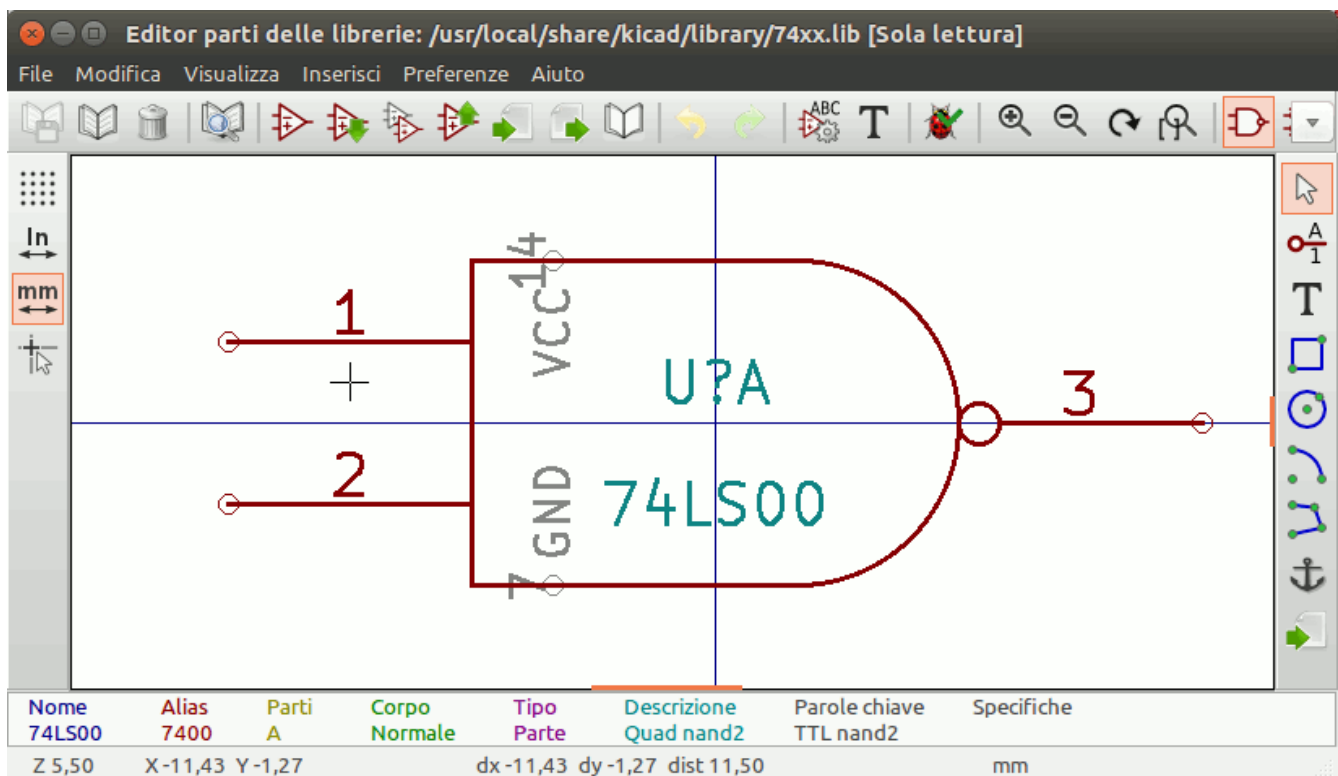 Editor parti delle librerie: /usr/local/share/kicad/library/74xx.lib [Sola lettura]
File Modifica Visualizza Inserisci Preferenze Aiuto
ABC
T
In
mm
A
1
T
14
VCC
1
U?A
3
2
GND
7
74LS00
Nome Alias Parti Corpo Tipo Descrizione Parole chiave Specifiche
74LS00 7400 A Normale Parte Quad nand2 TTL nand2
Z 5,50 X -11,43 Y -1,27 dx -11,43 dy -1,27 dist 11,50 mm